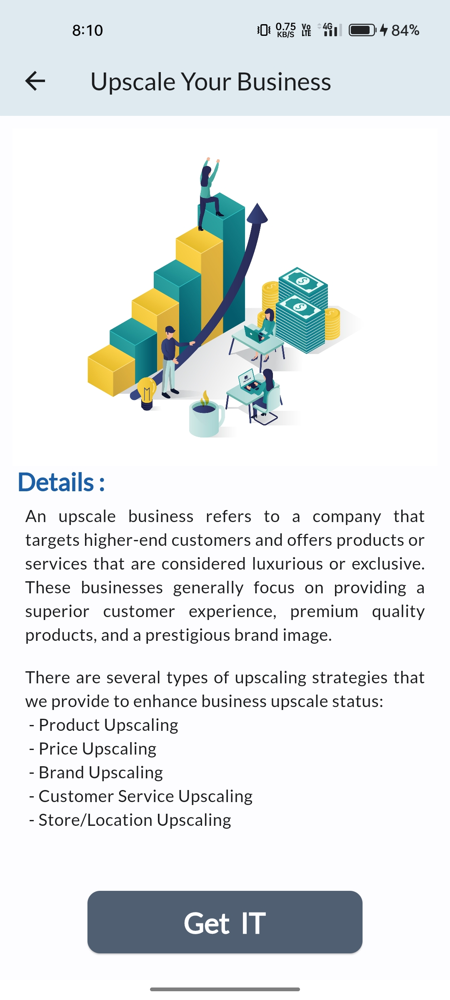 8:10
0.75 KB/S Vo LTE 4G 84%
Upscale Your Business
Details :
An upscale business refers to a company that
targets higher-end customers and offers products or
services that are considered luxurious or exclusive.
These businesses generally focus on providing a
superior customer experience, premium quality
products, and a prestigious brand image.
There are several types of upscaling strategies that
we provide to enhance business upscale status:
- Product Upscaling
- Price Upscaling
- Brand Upscaling
- Customer Service Upscaling
- Store/Location Upscaling
Get IT